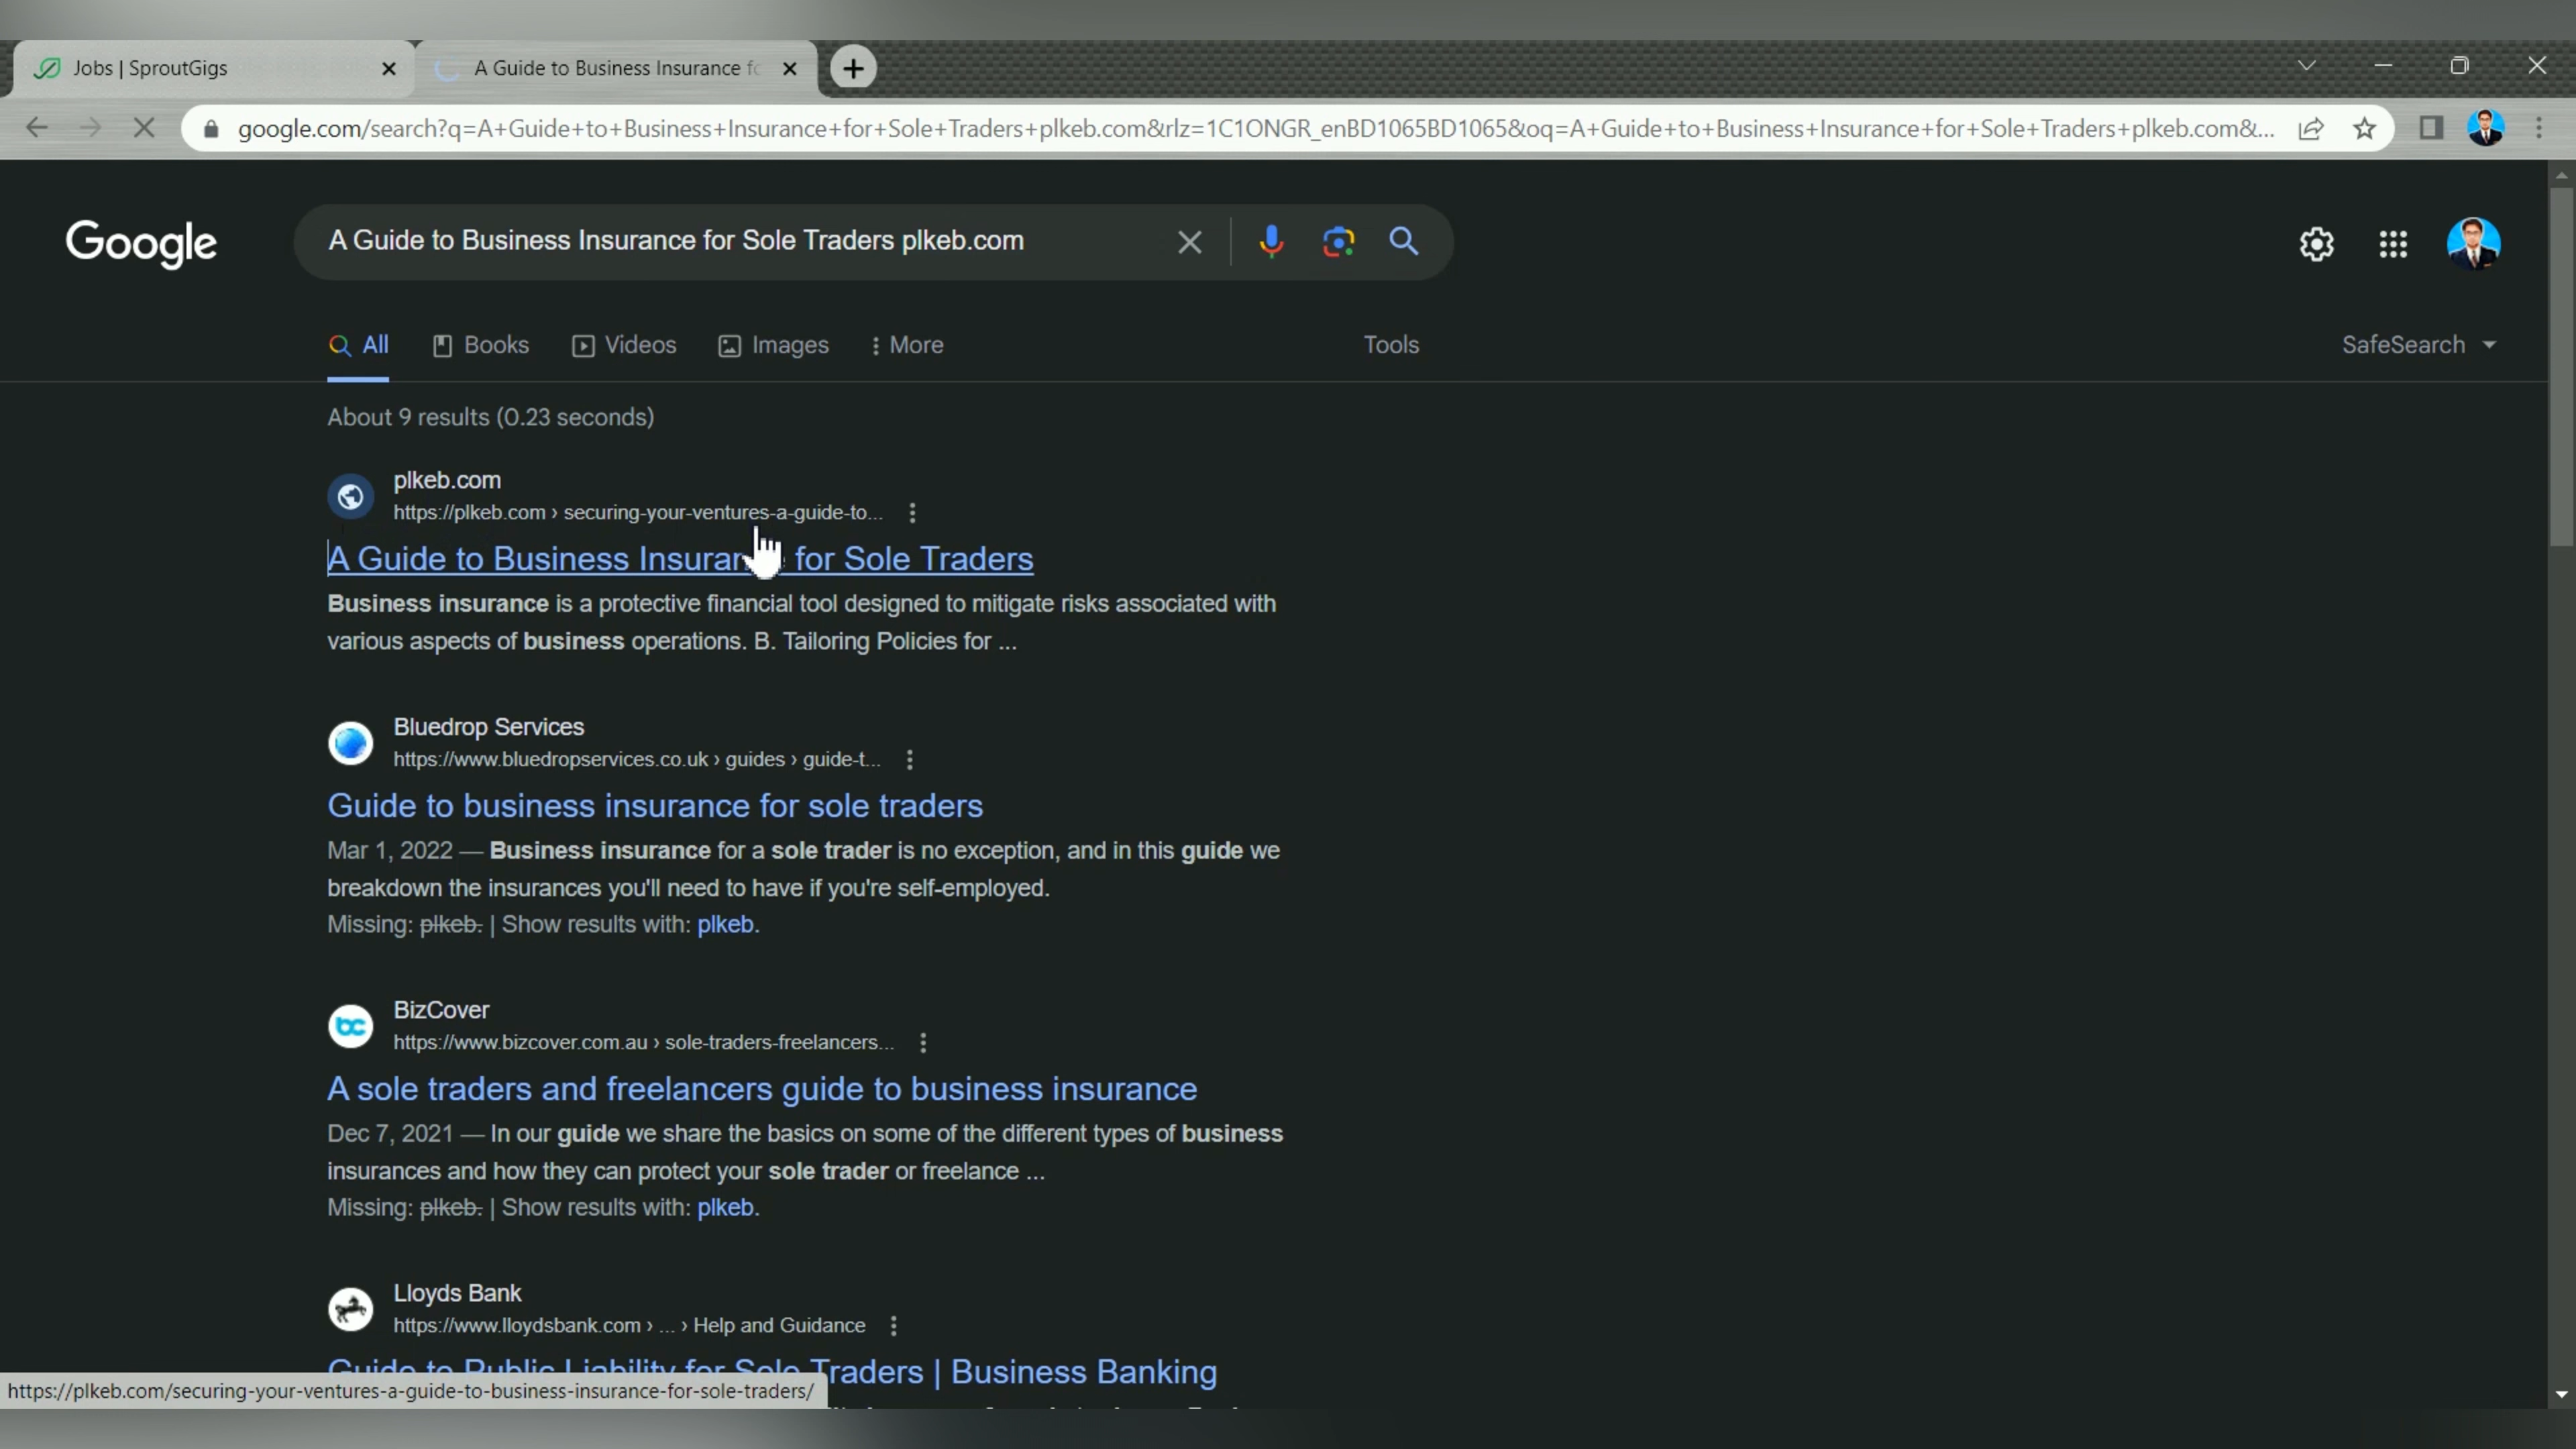 Jobs | SproutGigs
A Guide to Business Insurance fo
google.com/search?q=A+Guide+to+Business+Insurance+for+Sole+Traders+plkeb.com&rlz=1C1ONGR_enBD1065BD1065&oq=A+Guide+to+Business+Insurance+for+Sole+Traders+plkeb.com&...
Google
A Guide to Business Insurance for Sole Traders plkeb.com
All Books Videos Images More Tools SafeSearch
About 9 results (0.23 seconds)
plkeb.com
https://plkeb.com › securing-your-ventures-a-guide-to...
A Guide to Business Insuran for Sole Traders
Business insurance is a protective financial tool designed to mitigate risks associated with
various aspects of business operations. B. Tailoring Policies for ...
Bluedrop Services
https://www.bluedropservices.co.uk › guides › guide-t...
Guide to business insurance for sole traders
Mar 1, 2022 — Business insurance for a sole trader is no exception, and in this guide we
breakdown the insurances you'll need to have if you're self-employed.
Missing: plkeb. | Show results with: plkeb.
BizCover
https://www.bizcover.com.au › sole-traders-freelancers...
A sole traders and freelancers guide to business insurance
Dec 7, 2021 — In our guide we share the basics on some of the different types of business
insurances and how they can protect your sole trader or freelance ...
Missing: plkeb. | Show results with: plkeb.
Lloyds Bank
https://www.lloydsbank.com › ... › Help and Guidance
Guide to Public Liability for Sole Traders | Business Banking
https://plkeb.com/securing-your-ventures-a-guide-to-business-insurance-for-sole-traders/